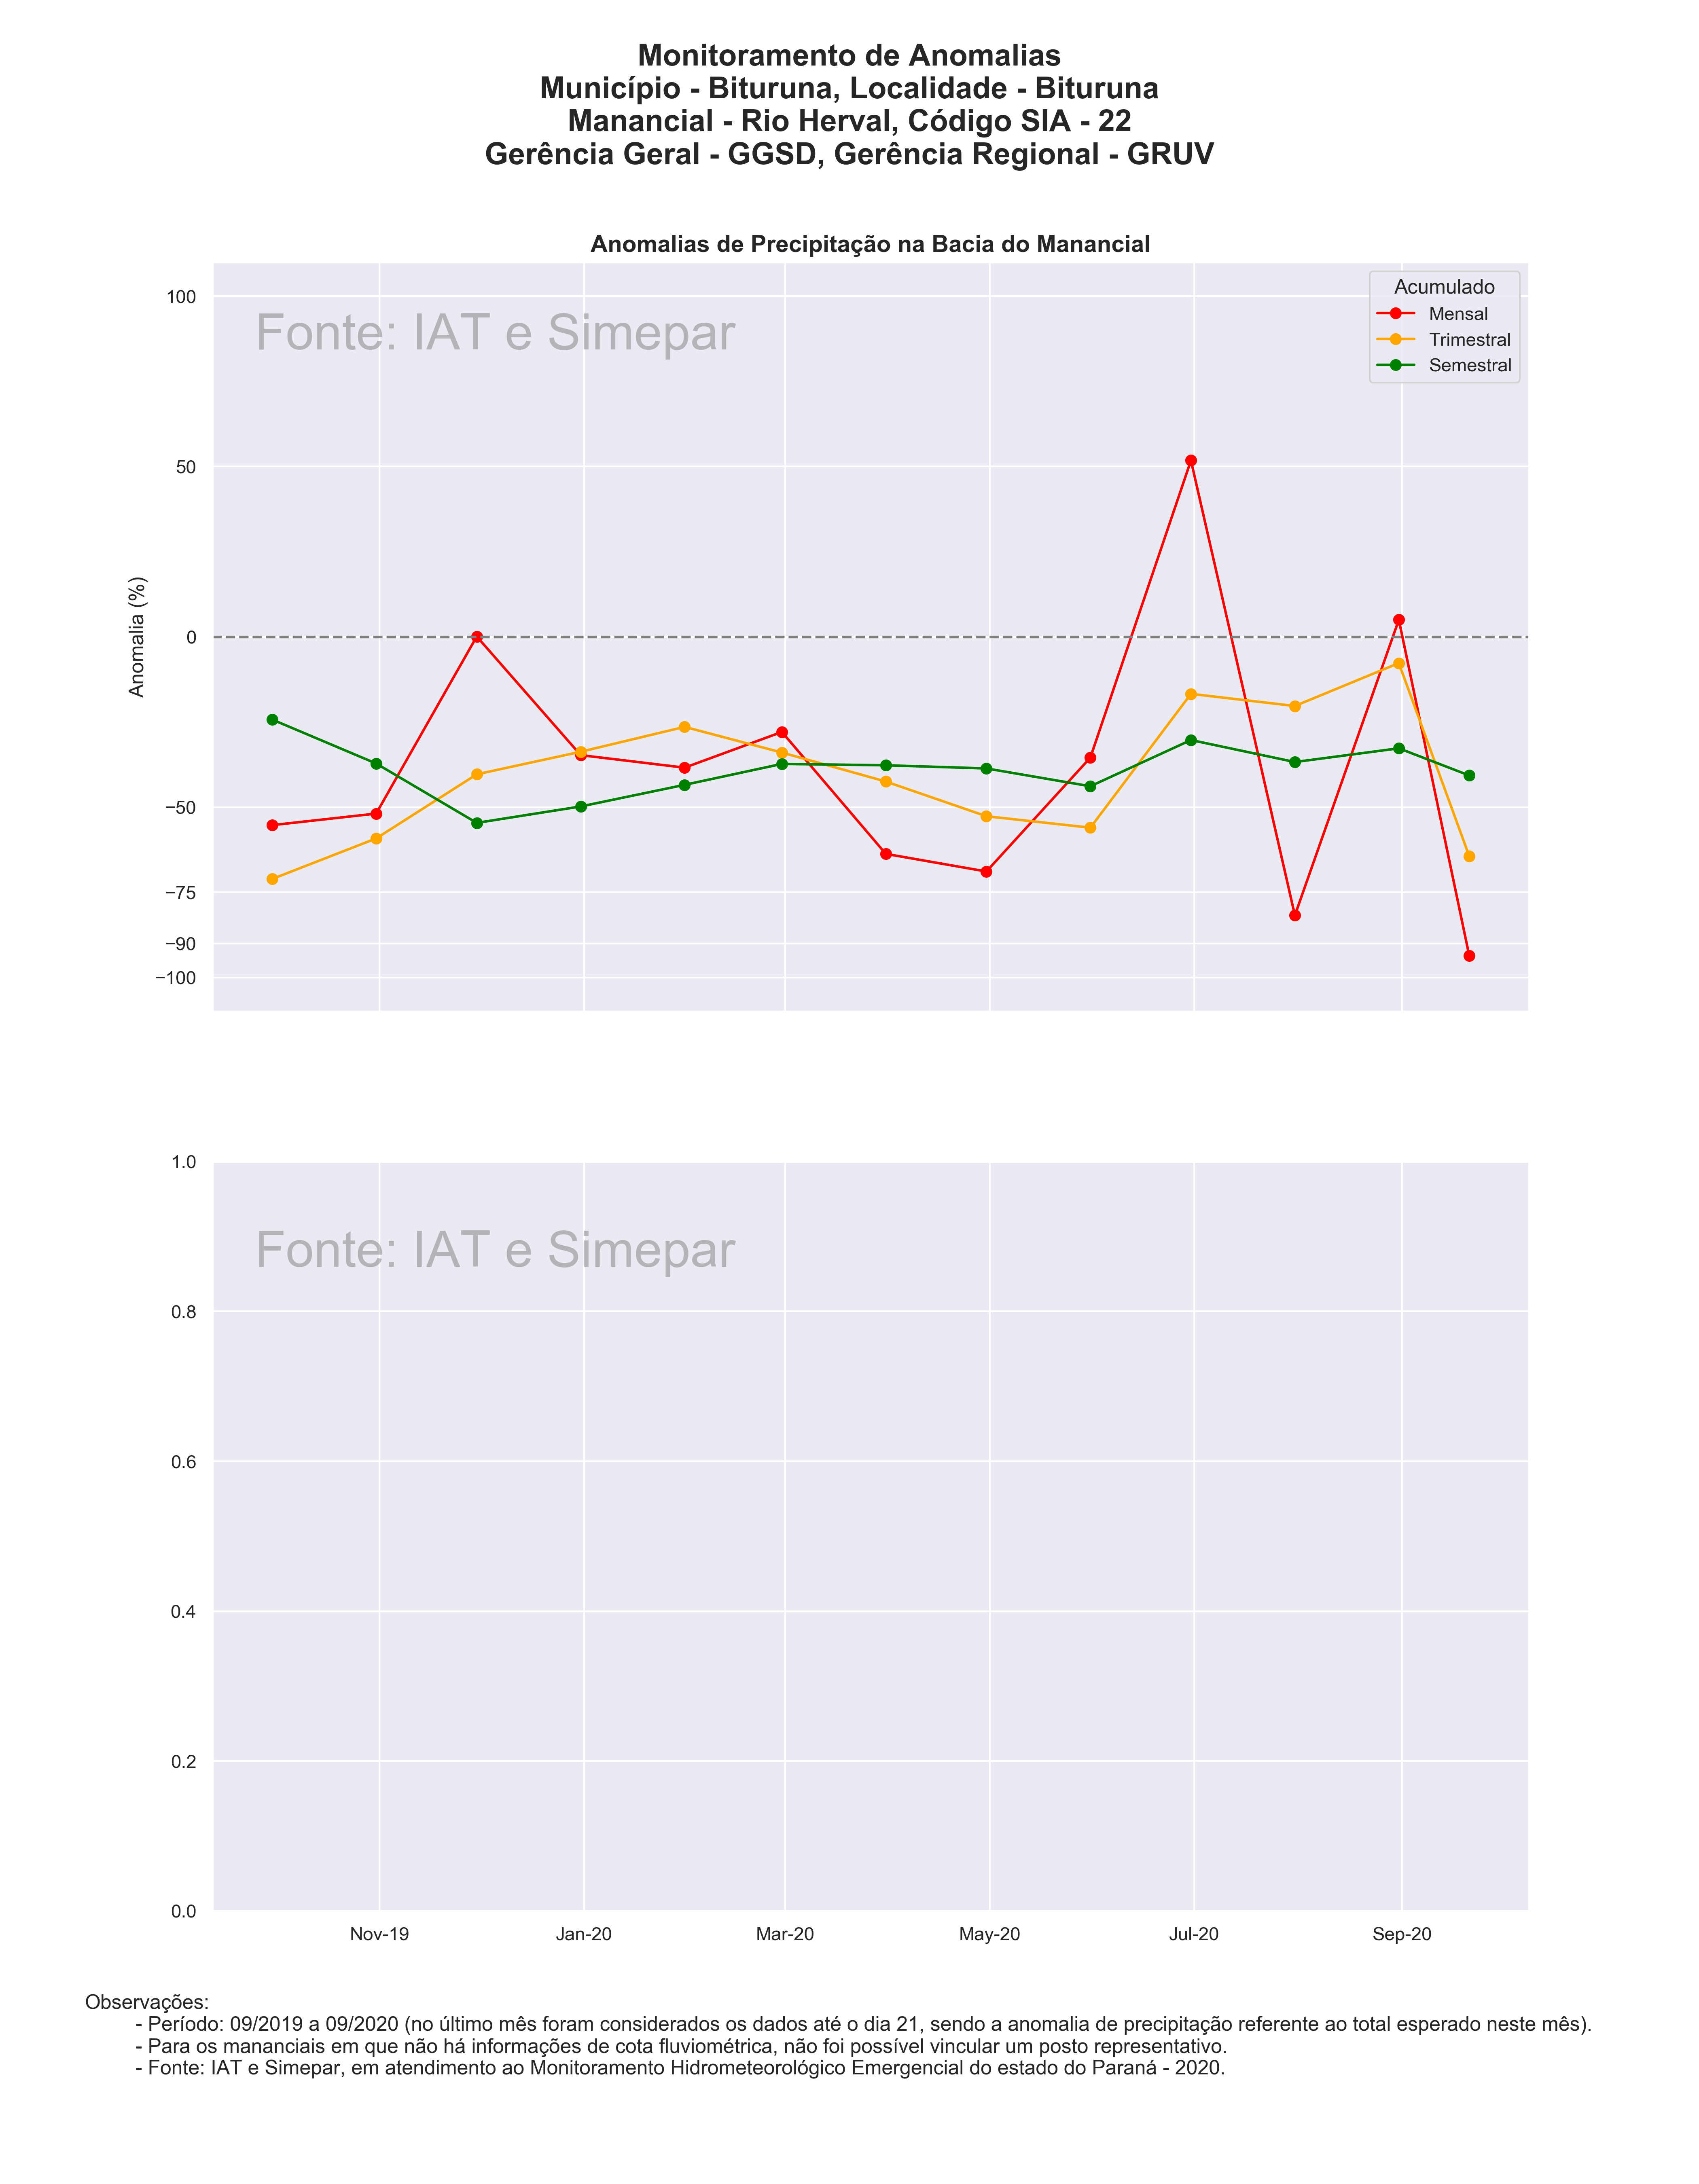 Monitoramento de Anomalias
Município - Bituruna, Localidade - Bituruna
Manancial - Rio Herval, Código SIA - 22
Gerência Geral - GGSD, Gerência Regional - GRUV
Anomalias de Precipitação na Bacia do Manancial
Fonte: IAT e Simepar
Acumulado
Mensal
Trimestral
Semestral
Anomalia (%)
100
50
0
−50
−75
−90
−100
Fonte: IAT e Simepar
1.0
0.8
0.6
0.4
0.2
0.0
Nov-19 Jan-20 Mar-20 May-20 Jul-20 Sep-20
Observações:
- Período: 09/2019 a 09/2020 (no último mês foram considerados os dados até o dia 21, sendo a anomalia de precipitação referente ao total esperado neste mês).
- Para os mananciais em que não há informações de cota fluviométrica, não foi possível vincular um posto representativo.
- Fonte: IAT e Simepar, em atendimento ao Monitoramento Hidrometeorológico Emergencial do estado do Paraná - 2020.